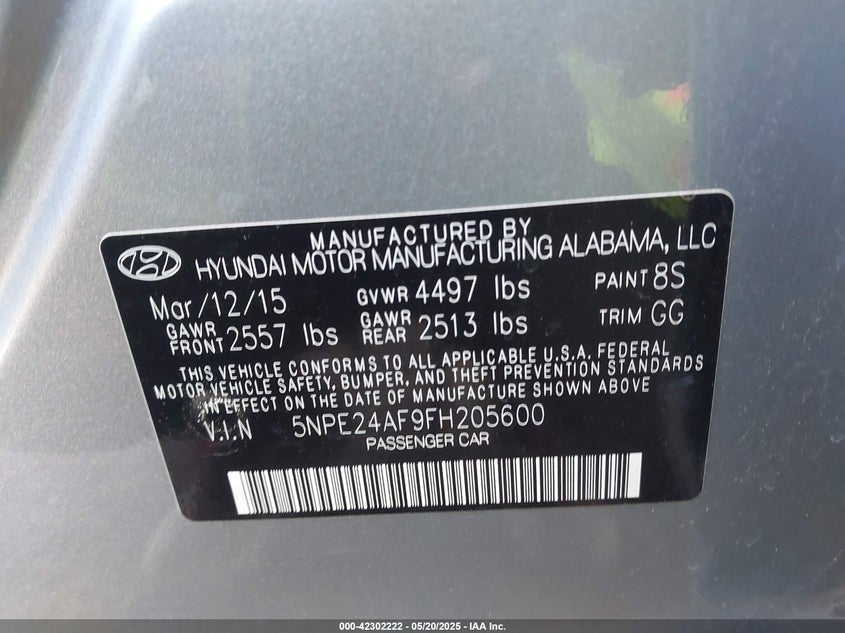 MANUFACTURED BY
HYUNDAI MOTOR MANUFACTURING ALABAMA, LLC
Mar/12/15 GVWR 4497 lbs PAINT 8S
GAWR FRONT 2557 lbs GAWR REAR 2513 lbs TRIM GG
THIS VEHICLE CONFORMS TO ALL APPLICABLE U.S.A. FEDERAL
MOTOR VEHICLE SAFETY, BUMPER, AND THEFT PREVENTION STANDARDS
IN EFFECT ON THE DATE OF MANUFACTURE SHOWN ABOVE
V.I.N 5NPE24AF9FH205600
PASSENGER CAR
000-42302222 - 05/20/2025 - IAA Inc.